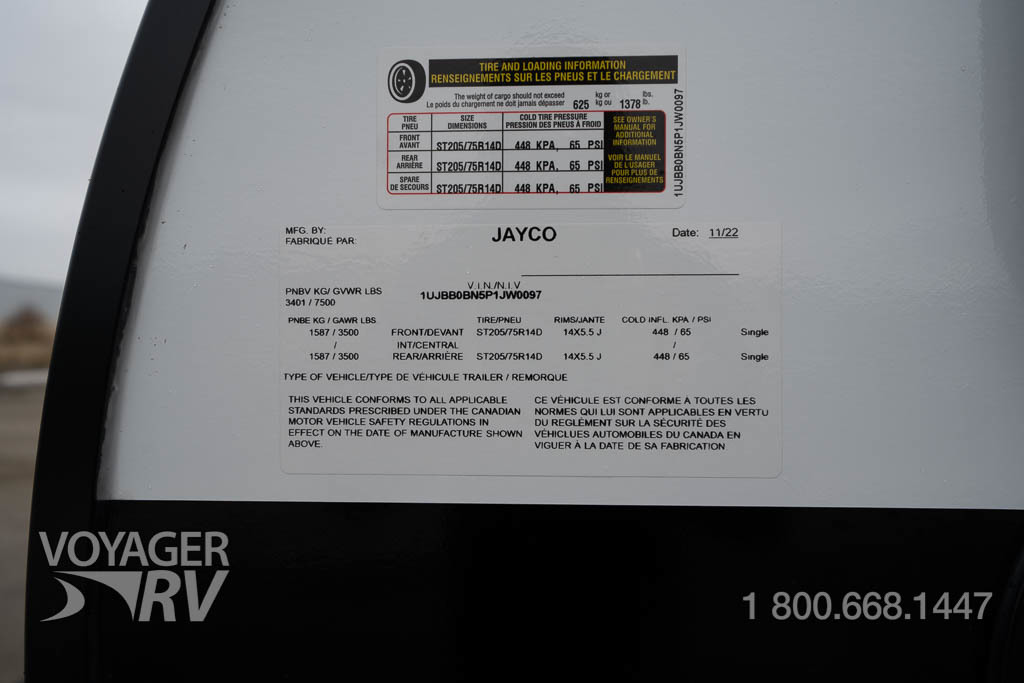 TIRE AND LOADING INFORMATION
RENSEIGNEMENTS SUR LES PNEUS ET LE CHARGEMENT
The weight of cargo should not exceed kg or lbs.
Le poids du chargement ne doit jamais dépasser 625 kg ou 1378 lb.
TIRE PNEU SIZE DIMENSIONS COLD TIRE PRESSURE PRESSION DES PNEUS À FROID
FRONT AVANT ST205/75R14D 448 KPA, 65 PSI
REAR ARRIÈRE ST205/75R14D 448 KPA, 65 PSI
SPARE DE SECOURS ST205/75R14D 448 KPA, 65 PSI
SEE OWNER'S
MANUAL FOR
ADDITIONAL
INFORMATION
VOIR LE MANUEL
DE L'USAGER
POUR PLUS DE
RENSEIGNEMENTS
1UJBB0BN5P1JW0097
MFG. BY:
FABRIQUÉ PAR:
JAYCO
Date: 11/22
PNBV KG/ GVWR LBS
3401 / 7500
V.I.N./N.I.V
1UJBB0BN5P1JW0097
PNBE KG / GAWR LBS TIRE/PNEU RIMS/JANTE COLD INFL. KPA / PSI
1587 / 3500 FRONT/DEVANT ST205/75R14D 14X5.5 J 448 / 65 Single
/ INT/CENTRAL /
1587 / 3500 REAR/ARRIÈRE ST205/75R14D 14X5.5 J 448 / 65 Single
TYPE OF VEHICLE/TYPE DE VÉHICULE TRAILER / REMORQUE
THIS VEHICLE CONFORMS TO ALL APPLICABLE
STANDARDS PRESCRIBED UNDER THE CANADIAN
MOTOR VEHICLE SAFETY REGULATIONS IN
EFFECT ON THE DATE OF MANUFACTURE SHOWN
ABOVE.
CE VÉHICULE EST CONFORME À TOUTES LES
NORMES QUI LUI SONT APPLICABLES EN VERTU
DU REGLÉMENT SUR LA SÉCURITÉ DES
VÉHICLUES AUTOMOBILES DU CANADA EN
VIGUER À LA DATE DE SA FABRICATION
VOYAGER
RV
1 800.668.1447